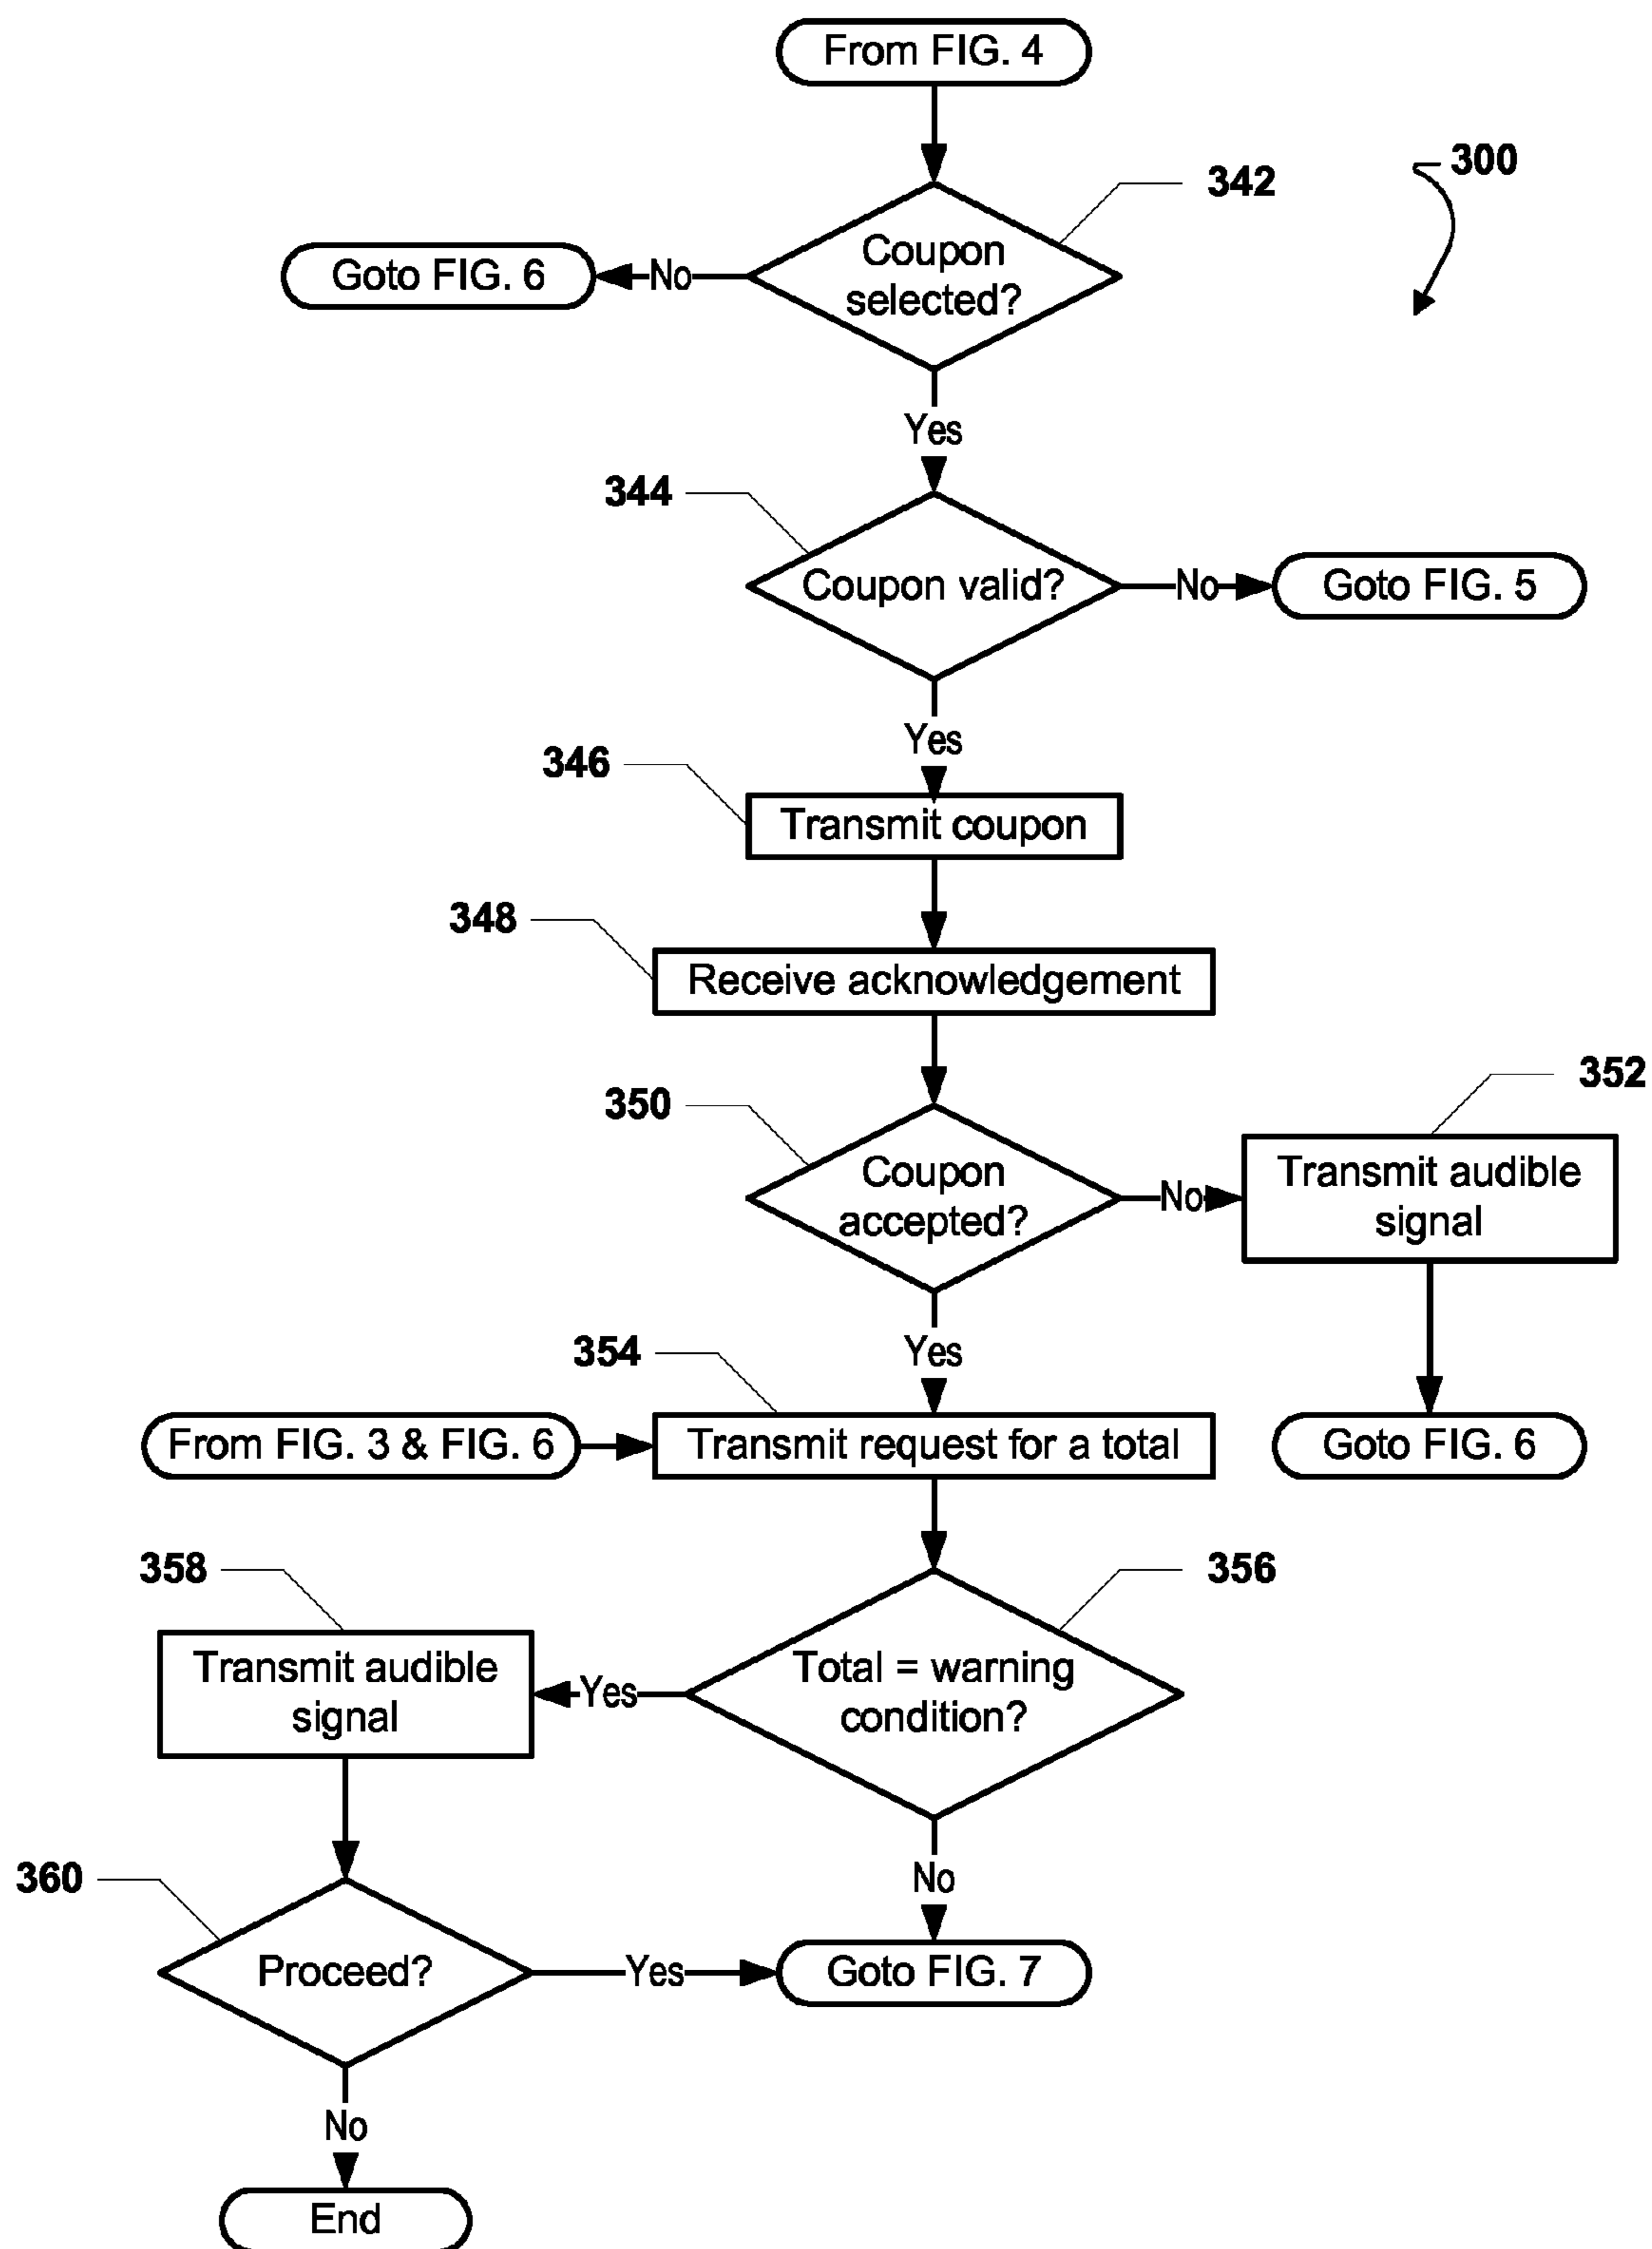 From FIG. 4
300
342
Coupon
selected?
No
Goto FIG. 6
Yes
344
Coupon valid?
No
Goto FIG. 5
Yes
346
Transmit coupon
348
Receive acknowledgement
352
350
Coupon
accepted?
No
Transmit audible
signal
Yes
354
From FIG. 3 & FIG. 6
Transmit request for a total
Goto FIG. 6
358
356
Transmit audible
signal
Yes
Total = warning
condition?
360
No
Proceed?
Yes
Goto FIG. 7
No
End